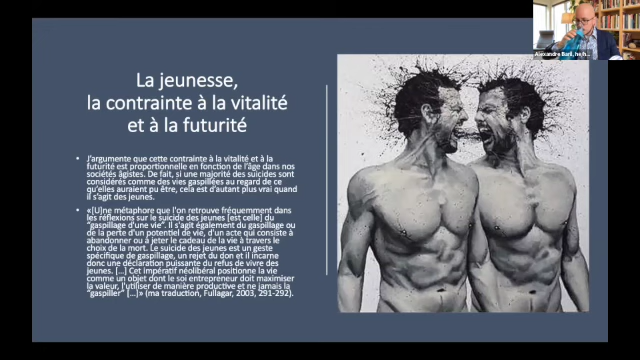 La jeunesse,
la contrainte à la vitalité
et à la futurité
• J'argumente que cette contrainte à la vitalité et à la
futurité est proportionnelle en fonction de l'âge dans nos
sociétés âgistes. De fait, si une majorité des suicides sont
considérés comme des vies gaspillées au regard de ce
qu'elles auraient pu être, cela est d'autant plus vrai quand
il s'agit des jeunes.
• «[U]ne métaphore que l'on retrouve fréquemment dans
les réflexions sur le suicide des jeunes [est celle] du
"gaspillage d'une vie". Il s'agit également du gaspillage ou
de la perte d'un potentiel de vie, d'un acte qui consiste à
abandonner ou à jeter le cadeau de la vie à travers le
choix de la mort. Le suicide des jeunes est un geste
spécifique de gaspillage, un rejet du don et il incarne
donc une déclaration puissante du refus de vivre des
jeunes. [...] Cet impératif néolibéral positionne la vie
comme un objet dont le soi entrepreneur doit maximiser
la valeur, l'utiliser de manière productive et ne jamais la
"gaspiller" [...]» (ma traduction, Fullagar, 2003, 291-292).
Alexandre Baril, he/h...